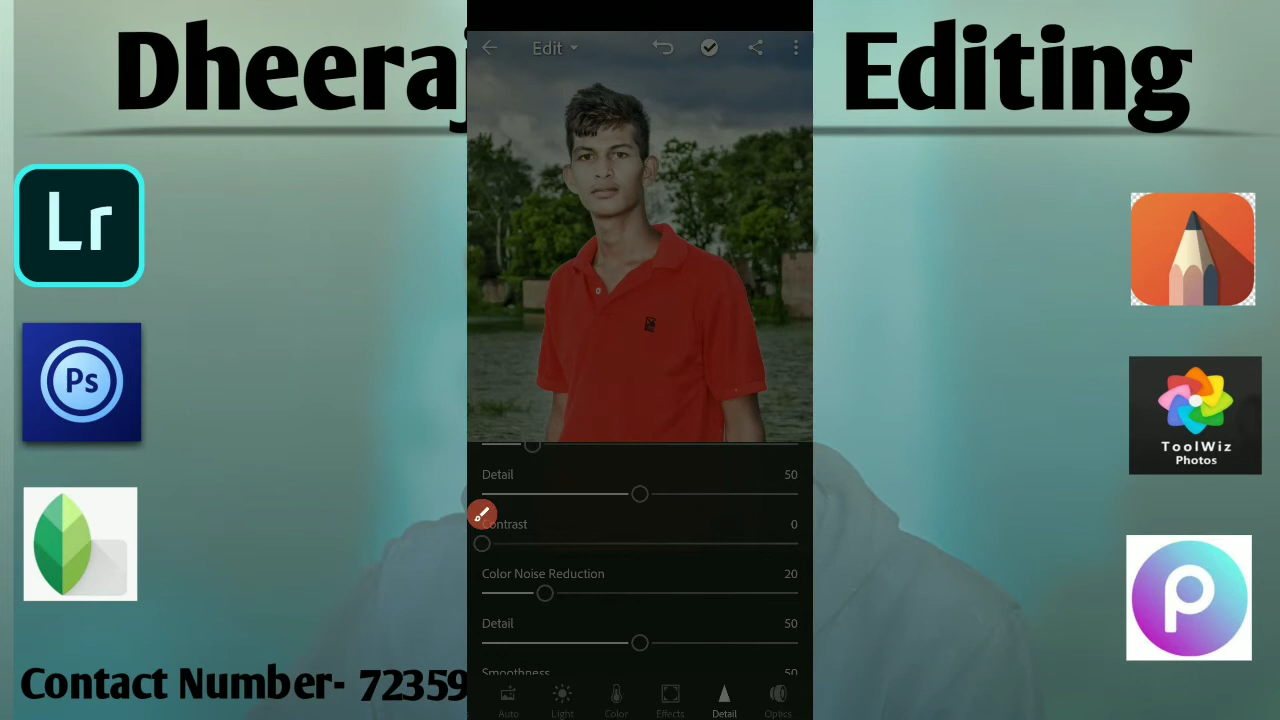 Dheeraj Editing
Edit
Lr
Ps
ToolWiz
Photos
Detail 50
Contrast 0
Color Noise Reduction 20
Detail 50
Smoothness 50
Auto Light Color Effects Detail Optics
Contact Number- 72359